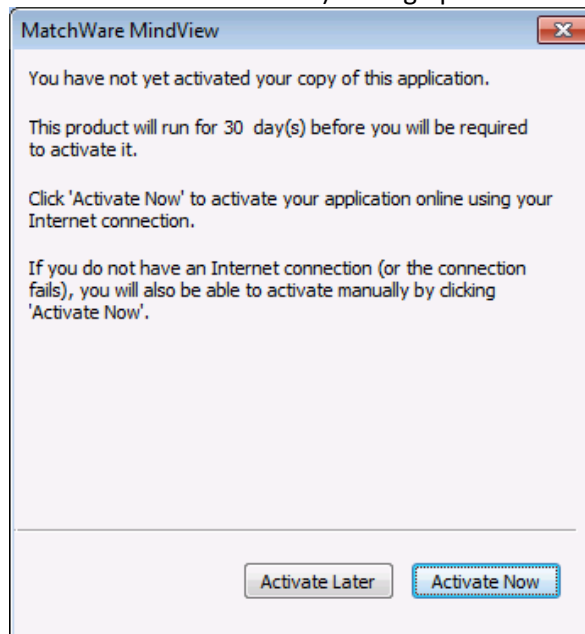 MatchWare MindView
You have not yet activated your copy of this application.
This product will run for 30 day(s) before you will be required
to activate it.
Click 'Activate Now' to activate your application online using your
Internet connection.
If you do not have an Internet connection (or the connection
fails), you will also be able to activate manually by clicking
'Activate Now'.
Activate Later
Activate Now